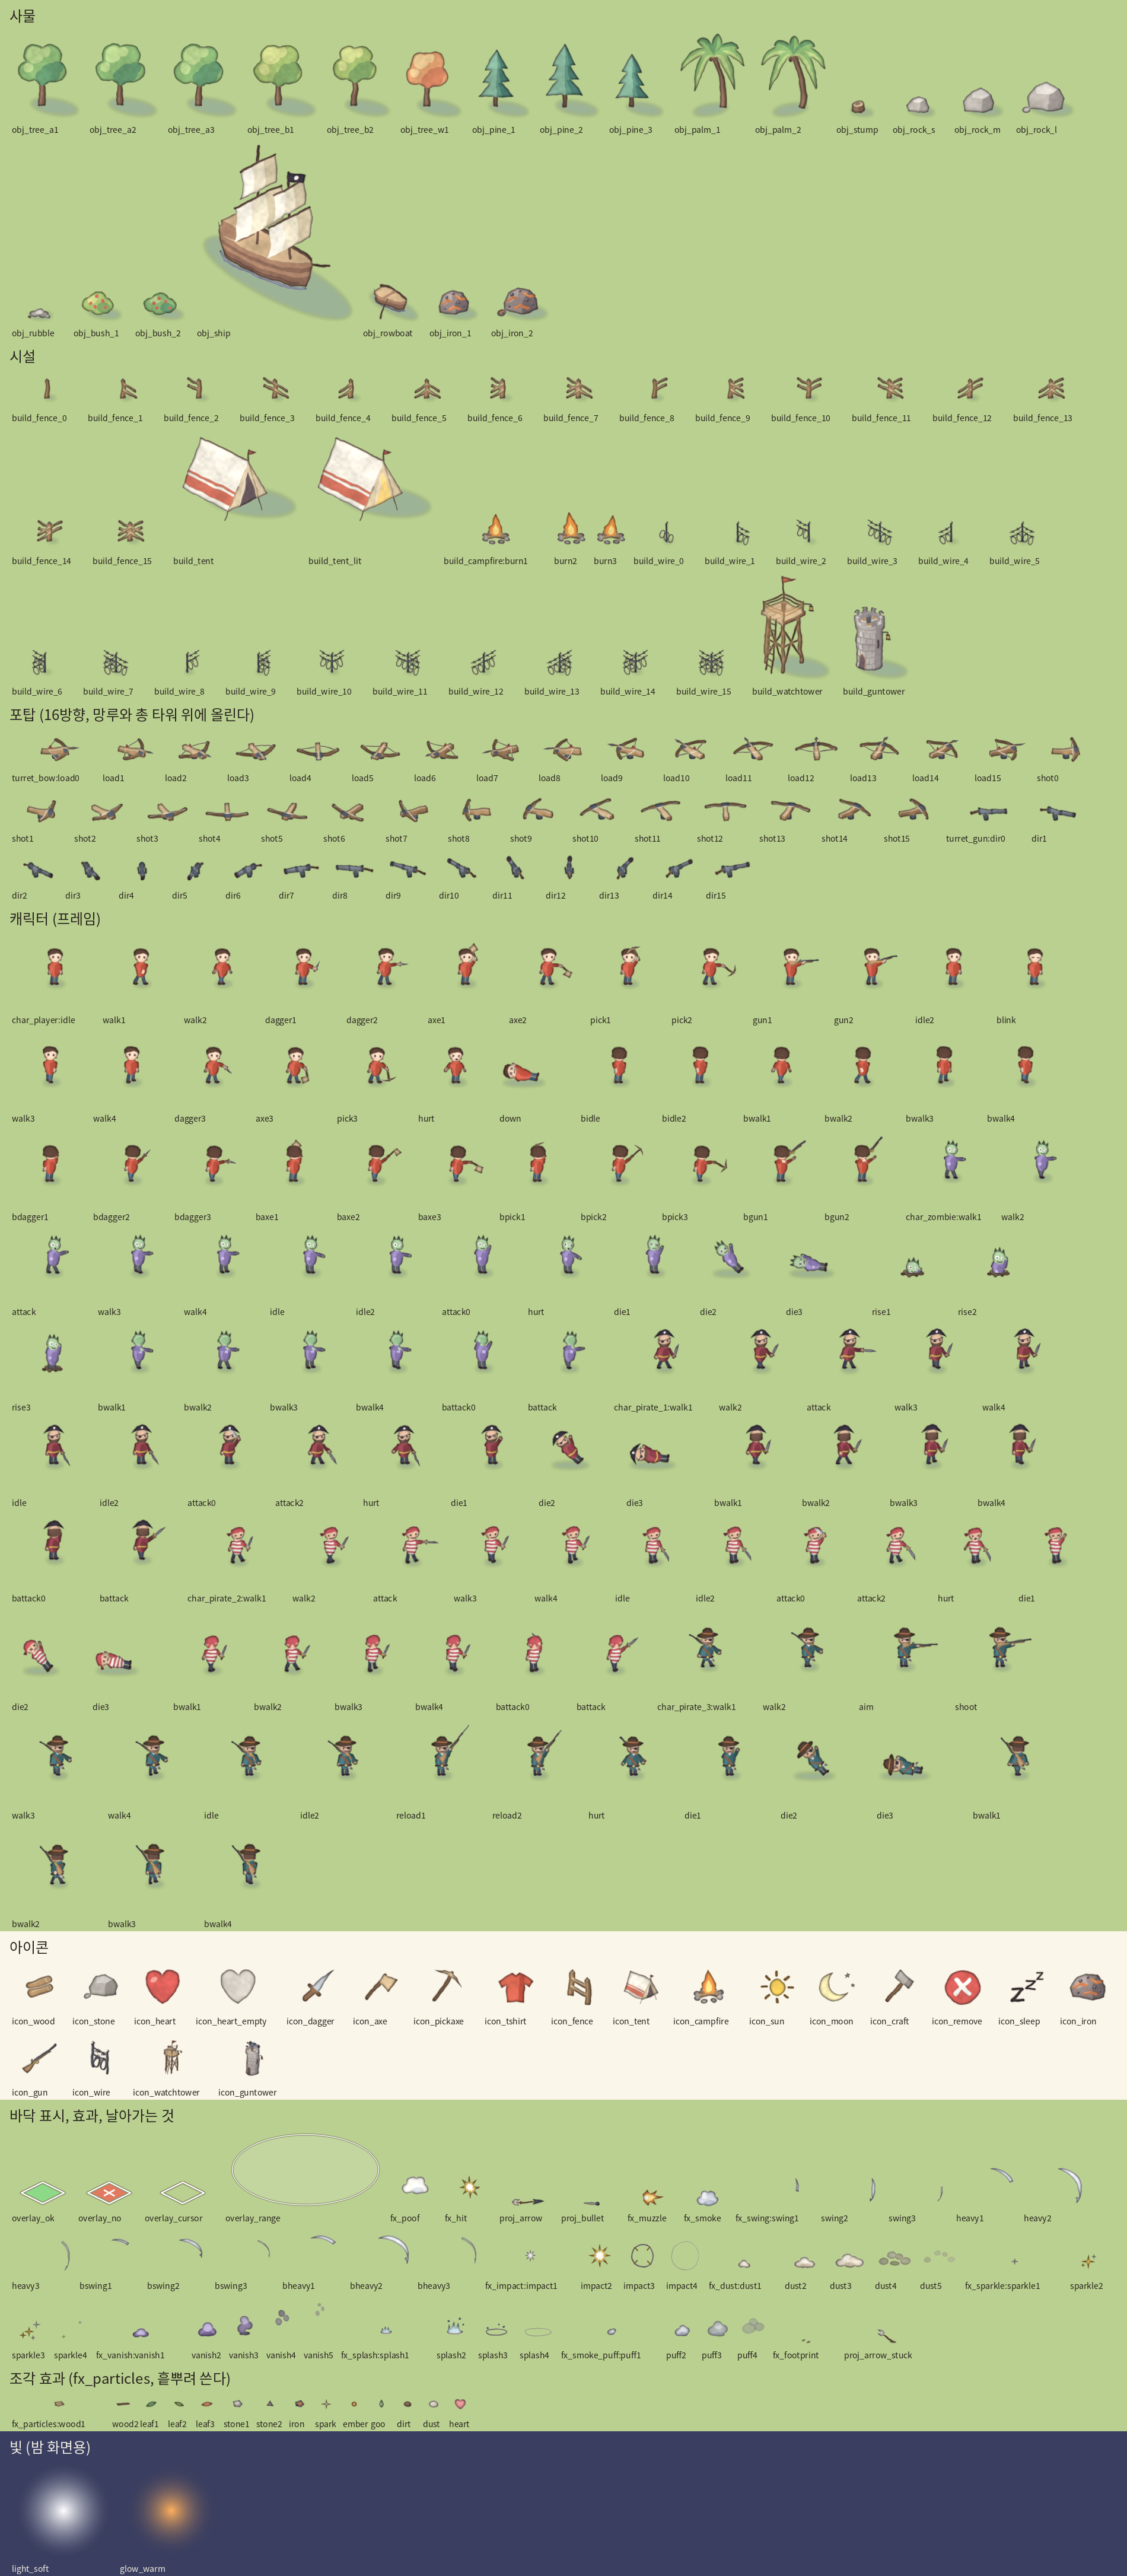 사물
obj_tree_a1 obj_tree_a2 obj_tree_a3 obj_tree_b1 obj_tree_b2 obj_tree_w1 obj_pine_1 obj_pine_2 obj_pine_3 obj_palm_1 obj_palm_2 obj_stump obj_rock_s obj_rock_m obj_rock_l
obj_rubble obj_bush_1 obj_bush_2 obj_ship obj_rowboat obj_iron_1 obj_iron_2
시설
build_fence_0 build_fence_1 build_fence_2 build_fence_3 build_fence_4 build_fence_5 build_fence_6 build_fence_7 build_fence_8 build_fence_9 build_fence_10 build_fence_11 build_fence_12 build_fence_13
build_fence_14 build_fence_15 build_tent build_tent_lit build_campfire:burn1 burn2 burn3 build_wire_0 build_wire_1 build_wire_2 build_wire_3 build_wire_4 build_wire_5
build_wire_6 build_wire_7 build_wire_8 build_wire_9 build_wire_10 build_wire_11 build_wire_12 build_wire_13 build_wire_14 build_wire_15 build_watchtower build_guntower
포탑 (16방향, 망루와 총 타워 위에 올린다)
turret_bow:load0 load1 load2 load3 load4 load5 load6 load7 load8 load9 load10 load11 load12 load13 load14 load15 shot0
shot1 shot2 shot3 shot4 shot5 shot6 shot7 shot8 shot9 shot10 shot11 shot12 shot13 shot14 shot15 turret_gun:dir0 dir1
dir2 dir3 dir4 dir5 dir6 dir7 dir8 dir9 dir10 dir11 dir12 dir13 dir14 dir15
캐릭터 (프레임)
char_player:idle walk1 walk2 dagger1 dagger2 axe1 axe2 pick1 pick2 gun1 gun2 idle2 blink
walk3 walk4 dagger3 axe3 pick3 hurt down bidle bidle2 bwalk1 bwalk2 bwalk3 bwalk4
bdagger1 bdagger2 bdagger3 baxe1 baxe2 baxe3 bpick1 bpick2 bpick3 bgun1 bgun2 char_zombie:walk1 walk2
attack walk3 walk4 idle idle2 attack0 hurt die1 die2 die3 rise1 rise2
rise3 bwalk1 bwalk2 bwalk3 bwalk4 battack0 battack char_pirate_1:walk1 walk2 attack walk3 walk4
idle idle2 attack0 attack2 hurt die1 die2 die3 bwalk1 bwalk2 bwalk3 bwalk4
battack0 battack char_pirate_2:walk1 walk2 attack walk3 walk4 idle idle2 attack0 attack2 hurt die1
die2 die3 bwalk1 bwalk2 bwalk3 bwalk4 battack0 battack char_pirate_3:walk1 walk2 aim shoot
walk3 walk4 idle idle2 reload1 reload2 hurt die1 die2 die3 bwalk1
bwalk2 bwalk3 bwalk4
아이콘
icon_wood icon_stone icon_heart icon_heart_empty icon_dagger icon_axe icon_pickaxe icon_tshirt icon_fence icon_tent icon_campfire icon_sun icon_moon icon_craft icon_remove icon_sleep icon_iron
icon_gun icon_wire icon_watchtower icon_guntower
바닥 표시, 효과, 날아가는 것
overlay_ok overlay_no overlay_cursor overlay_range fx_poof fx_hit proj_arrow proj_bullet fx_muzzle fx_smoke fx_swing:swing1 swing2 swing3 heavy1 heavy2
heavy3 bswing1 bswing2 bswing3 bheavy1 bheavy2 bheavy3 fx_impact:impact1 impact2 impact3 impact4 fx_dust:dust1 dust2 dust3 dust4 dust5 fx_sparkle:sparkle1 sparkle2
sparkle3 sparkle4 fx_vanish:vanish1 vanish2 vanish3 vanish4 vanish5 fx_splash:splash1 splash2 splash3 splash4 fx_smoke_puff:puff1 puff2 puff3 puff4 fx_footprint proj_arrow_stuck
조각 효과 (fx_particles, 흩뿌려 쓴다)
fx_particles:wood1 wood2 leaf1 leaf2 leaf3 stone1 stone2 iron spark ember goo dirt dust heart
빛 (밤 화면용)
light_soft glow_warm